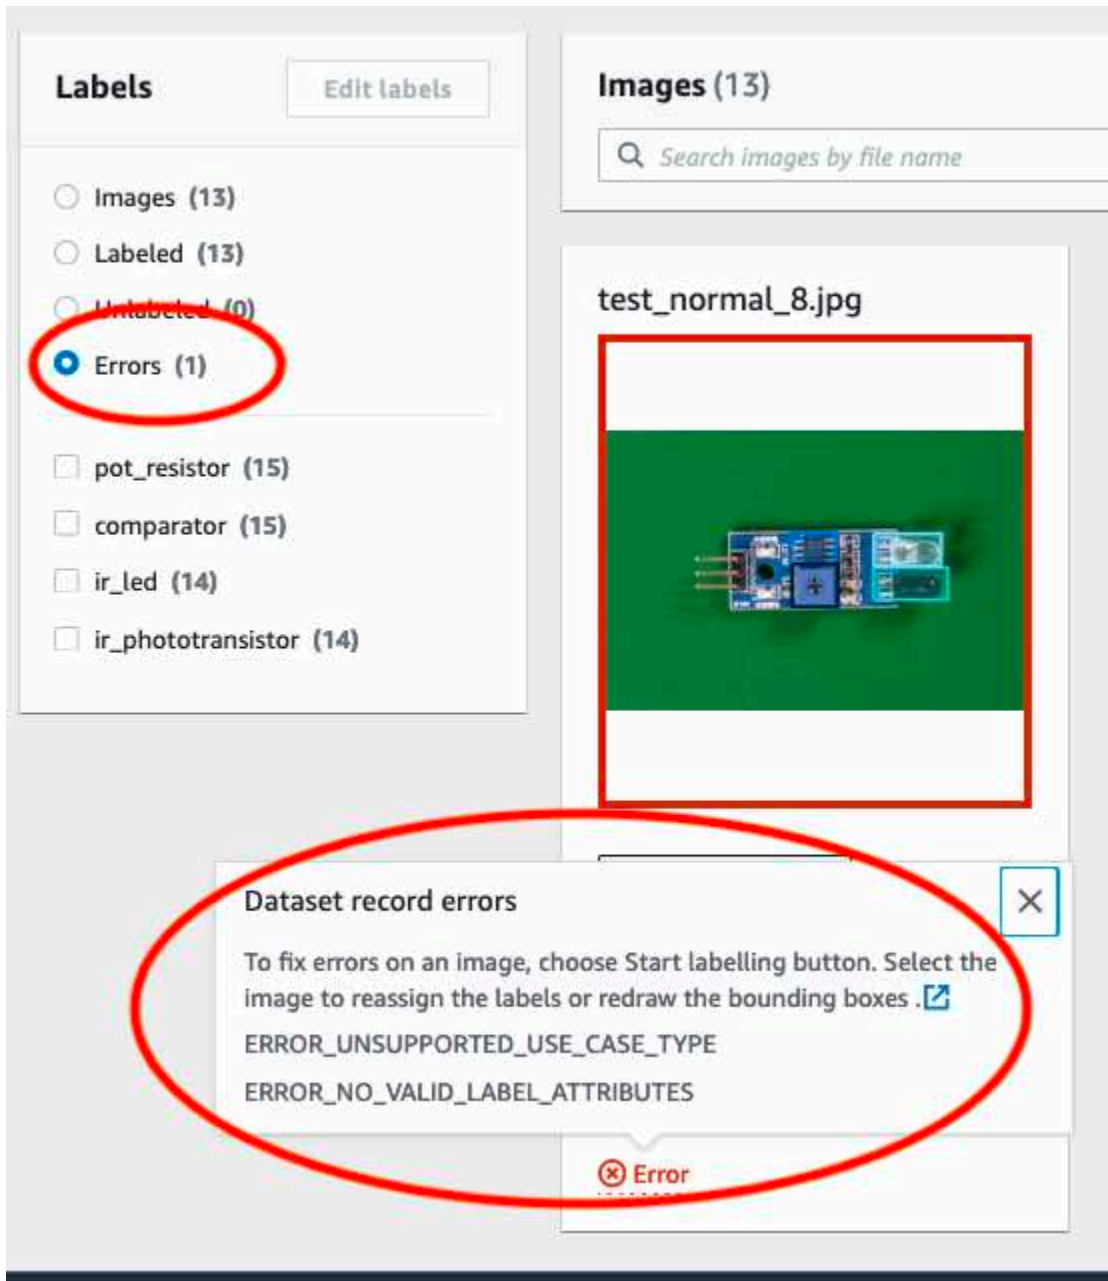 Labels
Edit labels
Images (13)
Labeled (13)
Unlabeled (0)
Errors (1)
pot_resistor (15)
comparator (15)
ir_led (14)
ir_phototransistor (14)
Images (13)
Search images by file name
test_normal_8.jpg
Dataset record errors
To fix errors on an image, choose Start labelling button. Select the
image to reassign the labels or redraw the bounding boxes .
ERROR_UNSUPPORTED_USE_CASE_TYPE
ERROR_NO_VALID_LABEL_ATTRIBUTES
Error